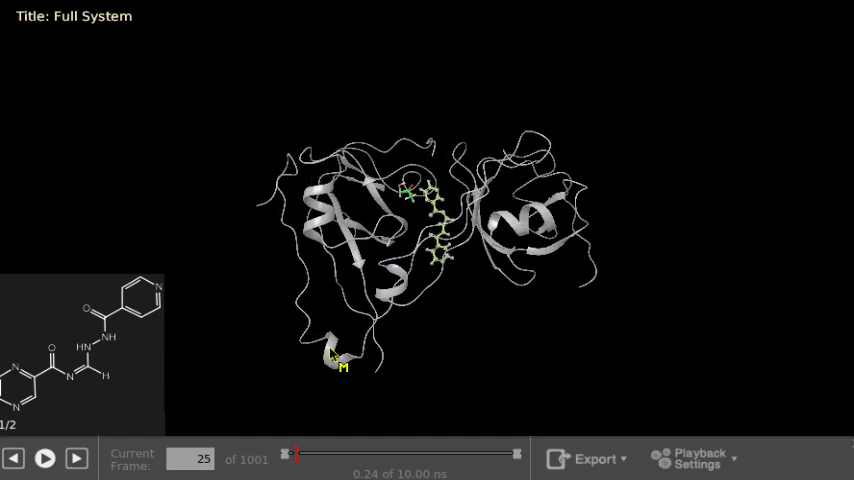 Title: Full System
N
O
NH
HN
O
N
N
H
N
M
1/2
Current
Frame:
25
of 1001
0.24 of 10.00 ns
Export
Playback
Settings